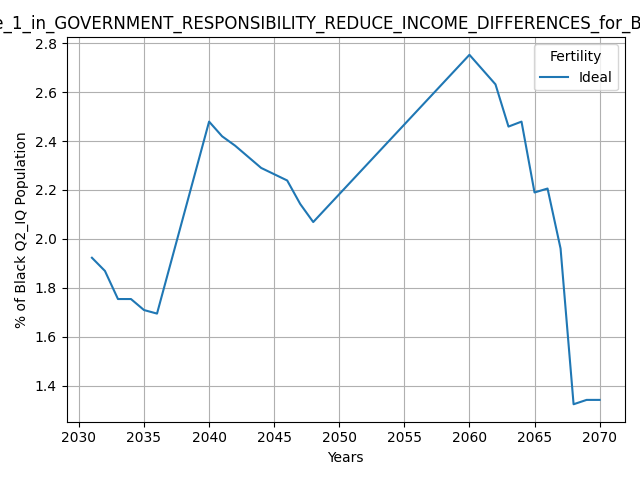 e_1_in_GOVERNMENT_RESPONSIBILITY_REDUCE_INCOME_DIFFERENCES_for_B
2.8
2.6
2.4
2.2
2.0
1.8
1.6
1.4
% of Black Q2_IQ Population
Fertility
Ideal
2030 2035 2040 2045 2050 2055 2060 2065 2070
Years